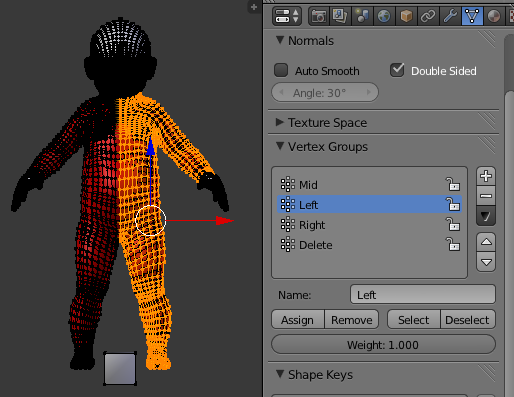 Normals
Auto Smooth
Double Sided
Angle: 30°
Texture Space
Vertex Groups
Mid
Left
Right
Delete
Name: Left
Assign Remove Select Deselect
Weight: 1.000
Shape Keys